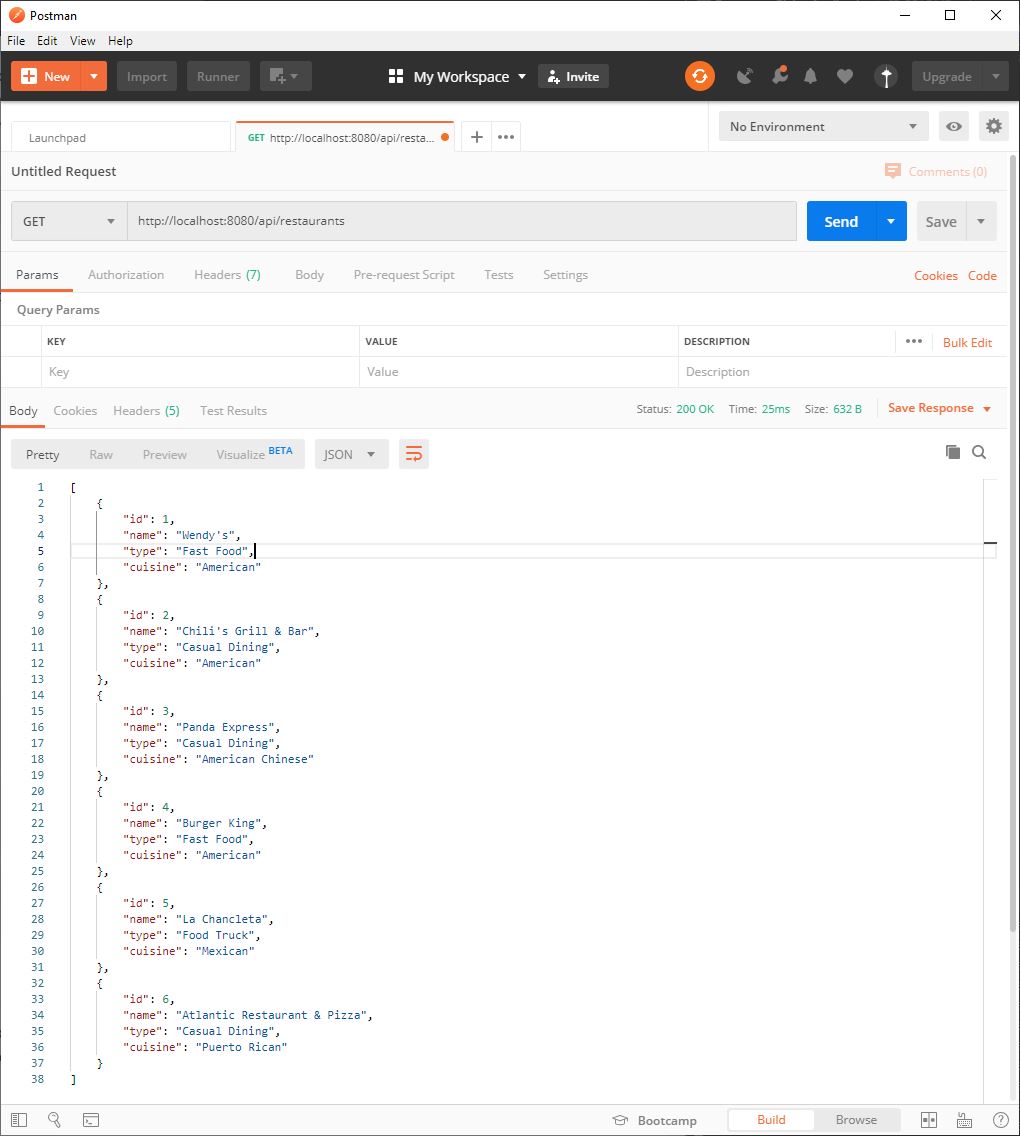 Postman
File Edit View Help
New Import Runner My Workspace Invite Upgrade
Launchpad GET http://localhost:8080/api/resta... No Environment
Untitled Request Comments (0)
GET http://localhost:8080/api/restaurants Send Save
Params Authorization Headers (7) Body Pre-request Script Tests Settings Cookies Code
Query Params
KEY VALUE DESCRIPTION Bulk Edit
Key Value Description
Body Cookies Headers (5) Test Results Status: 200 OK Time: 25ms Size: 632 B Save Response
Pretty Raw Preview Visualize BETA JSON
1 [
2 {
3 "id": 1,
4 "name": "Wendy's",
5 "type": "Fast Food",
6 "cuisine": "American"
7 },
8 {
9 "id": 2,
10 "name": "Chili's Grill & Bar",
11 "type": "Casual Dining",
12 "cuisine": "American"
13 },
14 {
15 "id": 3,
16 "name": "Panda Express",
17 "type": "Casual Dining",
18 "cuisine": "American Chinese"
19 },
20 {
21 "id": 4,
22 "name": "Burger King",
23 "type": "Fast Food",
24 "cuisine": "American"
25 },
26 {
27 "id": 5,
28 "name": "La Chancleta",
29 "type": "Food Truck",
30 "cuisine": "Mexican"
31 },
32 {
33 "id": 6,
34 "name": "Atlantic Restaurant & Pizza",
35 "type": "Casual Dining",
36 "cuisine": "Puerto Rican"
37 }
38 ]
Bootcamp Build Browse